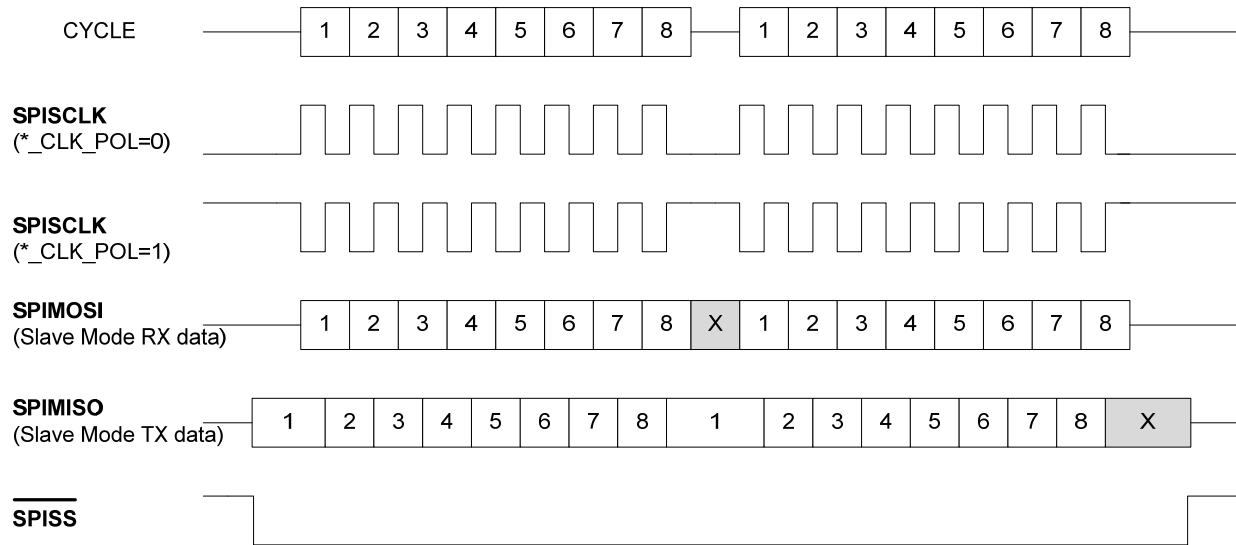 CYCLE 1 2 3 4 5 6 7 8 1 2 3 4 5 6 7 8
SPISCLK
(*_CLK_POL=0)
SPISCLK
(*_CLK_POL=1)
SPIMOSI
(Slave Mode RX data) 1 2 3 4 5 6 7 8 X 1 2 3 4 5 6 7 8
SPIMISO
(Slave Mode TX data) 1 2 3 4 5 6 7 8 1 2 3 4 5 6 7 8 X
SPISS